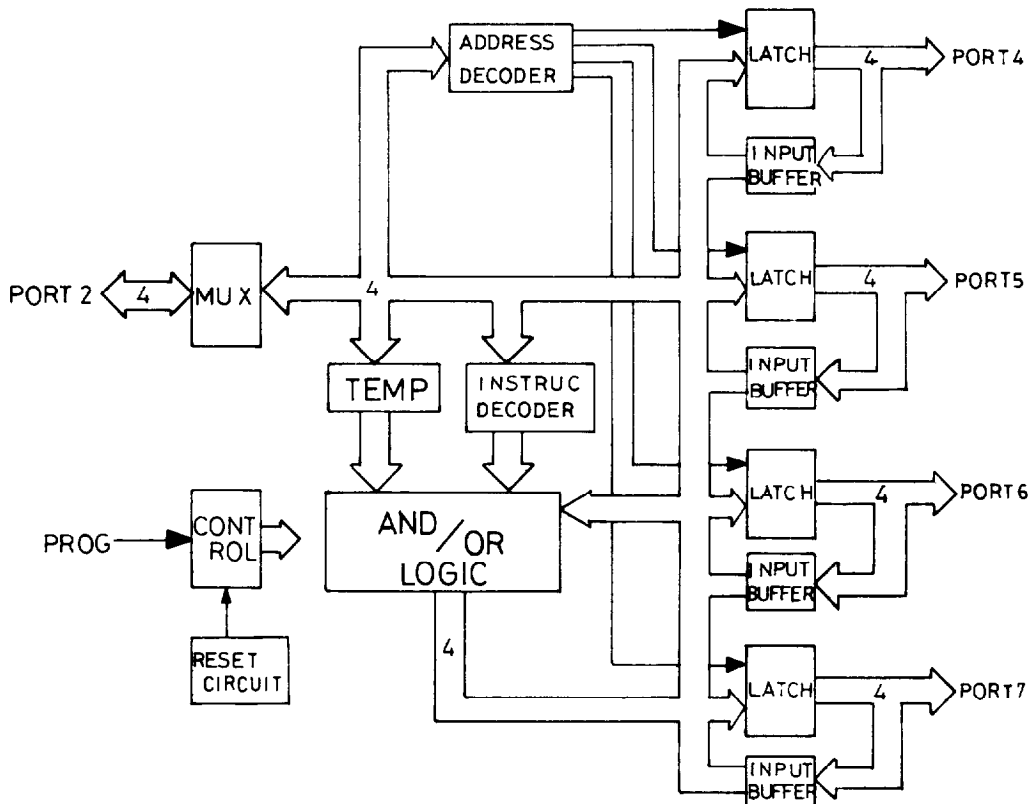 ADDRESS
DECODER
LATCH
4
PORT 4
INPUT
BUFFER
PORT 2
4
MUX
4
LATCH
4
PORT5
INPUT
BUFFER
TEMP
INSTRUC
DECODER
LATCH
4
PORT6
INPUT
BUFFER
PROG
CONT
ROL
AND/OR
LOGIC
RESET
CIRCUIT
4
LATCH
4
PORT7
INPUT
BUFFER